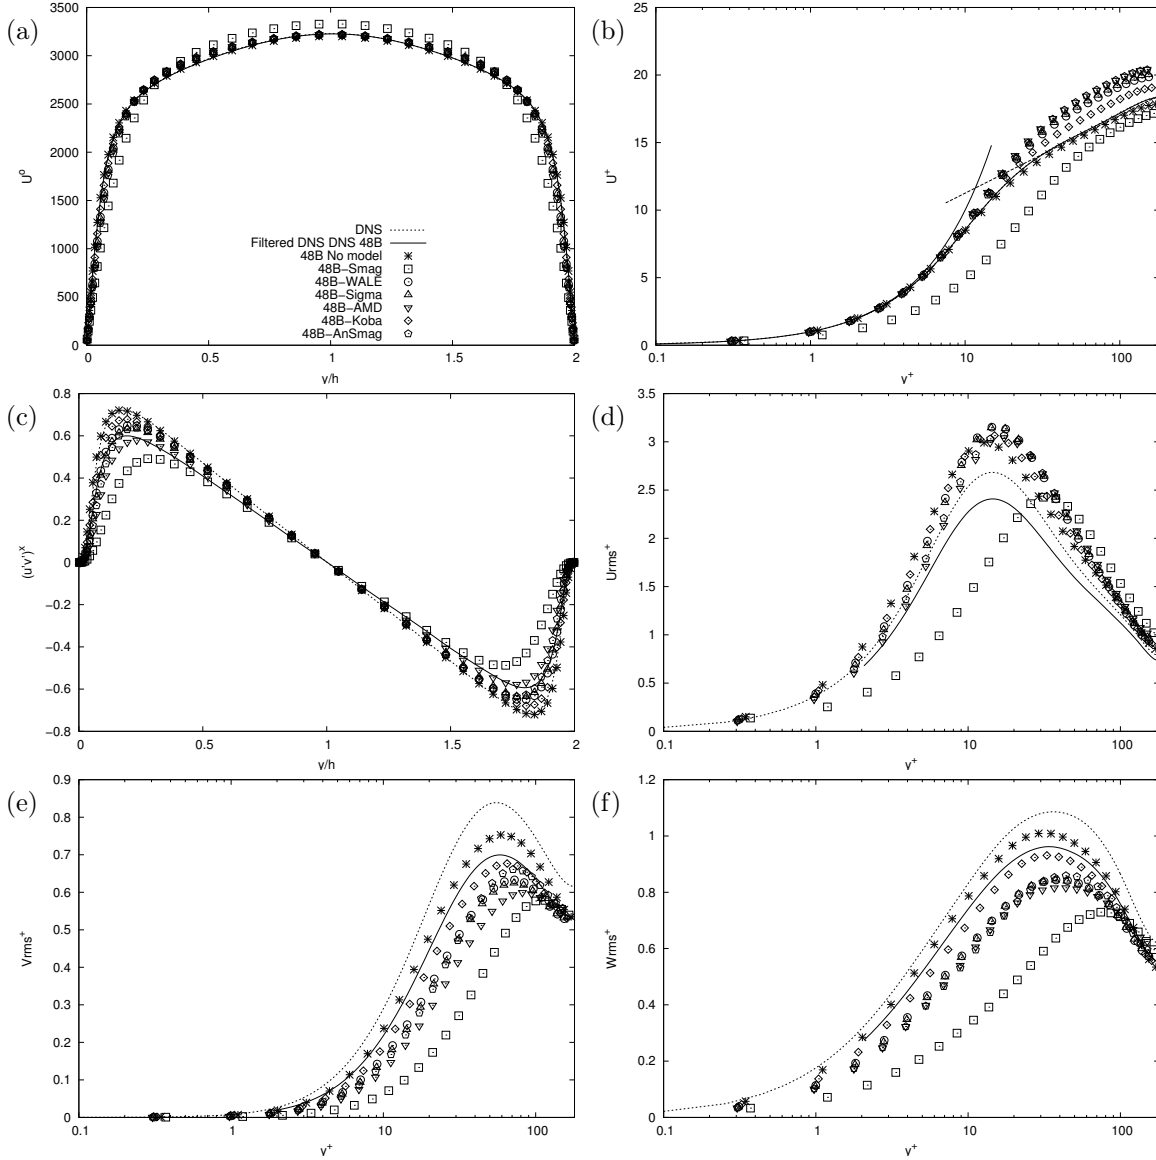 (a)
3500
3000
2500
2000
1500
1000
500
0
U⁰
0
0.5
1
1.5
2
y/h
DNS
Filtered DNS DNS 48B
48B No model
48B−Smag
48B−WALE
48B−Sigma
48B−AMD
48B−Koba
48B−AnSmag
(b)
25
20
15
10
5
0
U⁺
0.1
1
10
100
y⁺
(c)
0.8
0.6
0.4
0.2
0
−0.2
−0.4
−0.6
−0.8
⟨u'v'⟩ˣ
0
0.5
1
1.5
2
y/h
(d)
3.5
3
2.5
2
1.5
1
0.5
0
Urms⁺
0.1
1
10
100
y⁺
(e)
0.9
0.8
0.7
0.6
0.5
0.4
0.3
0.2
0.1
0
Vrms⁺
0.1
1
10
100
y⁺
(f)
1.2
1
0.8
0.6
0.4
0.2
0
Wrms⁺
0.1
1
10
100
y⁺